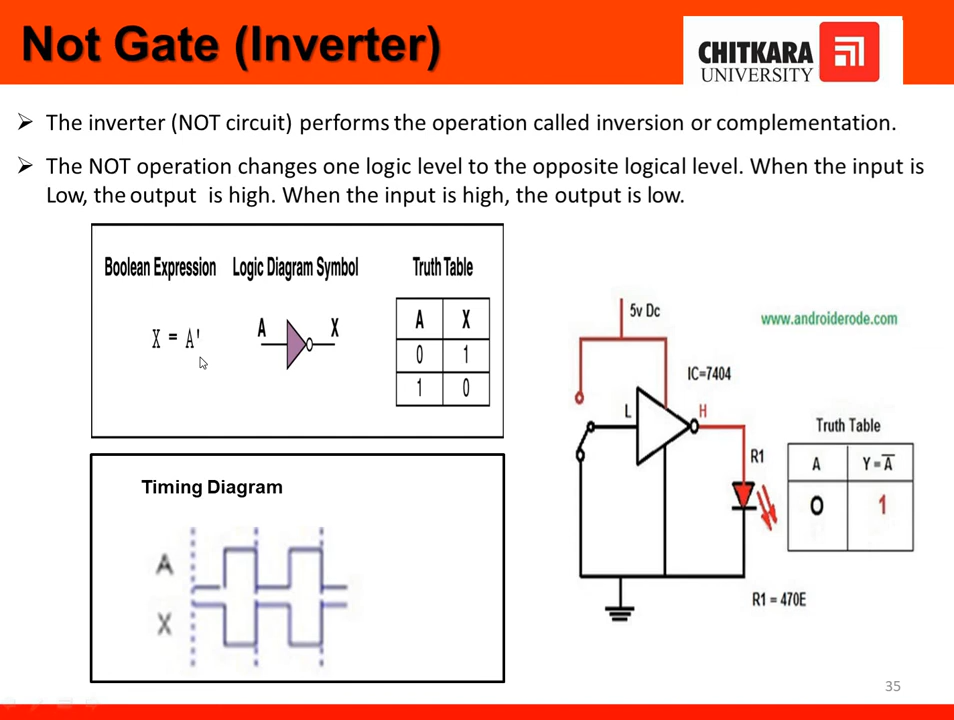 Not Gate (Inverter)
CHITKARA
UNIVERSITY
➢ The inverter (NOT circuit) performs the operation called inversion or complementation.
➢ The NOT operation changes one logic level to the opposite logical level. When the input is
Low, the output is high. When the input is high, the output is low.
Boolean Expression Logic Diagram Symbol Truth Table
X = A'
A X
A X
0 1
1 0
Timing Diagram
A
X
5v Dc
www.androiderode.com
IC=7404
L H
R1
Truth Table
A Y = A̅
0 1
R1 = 470E
35